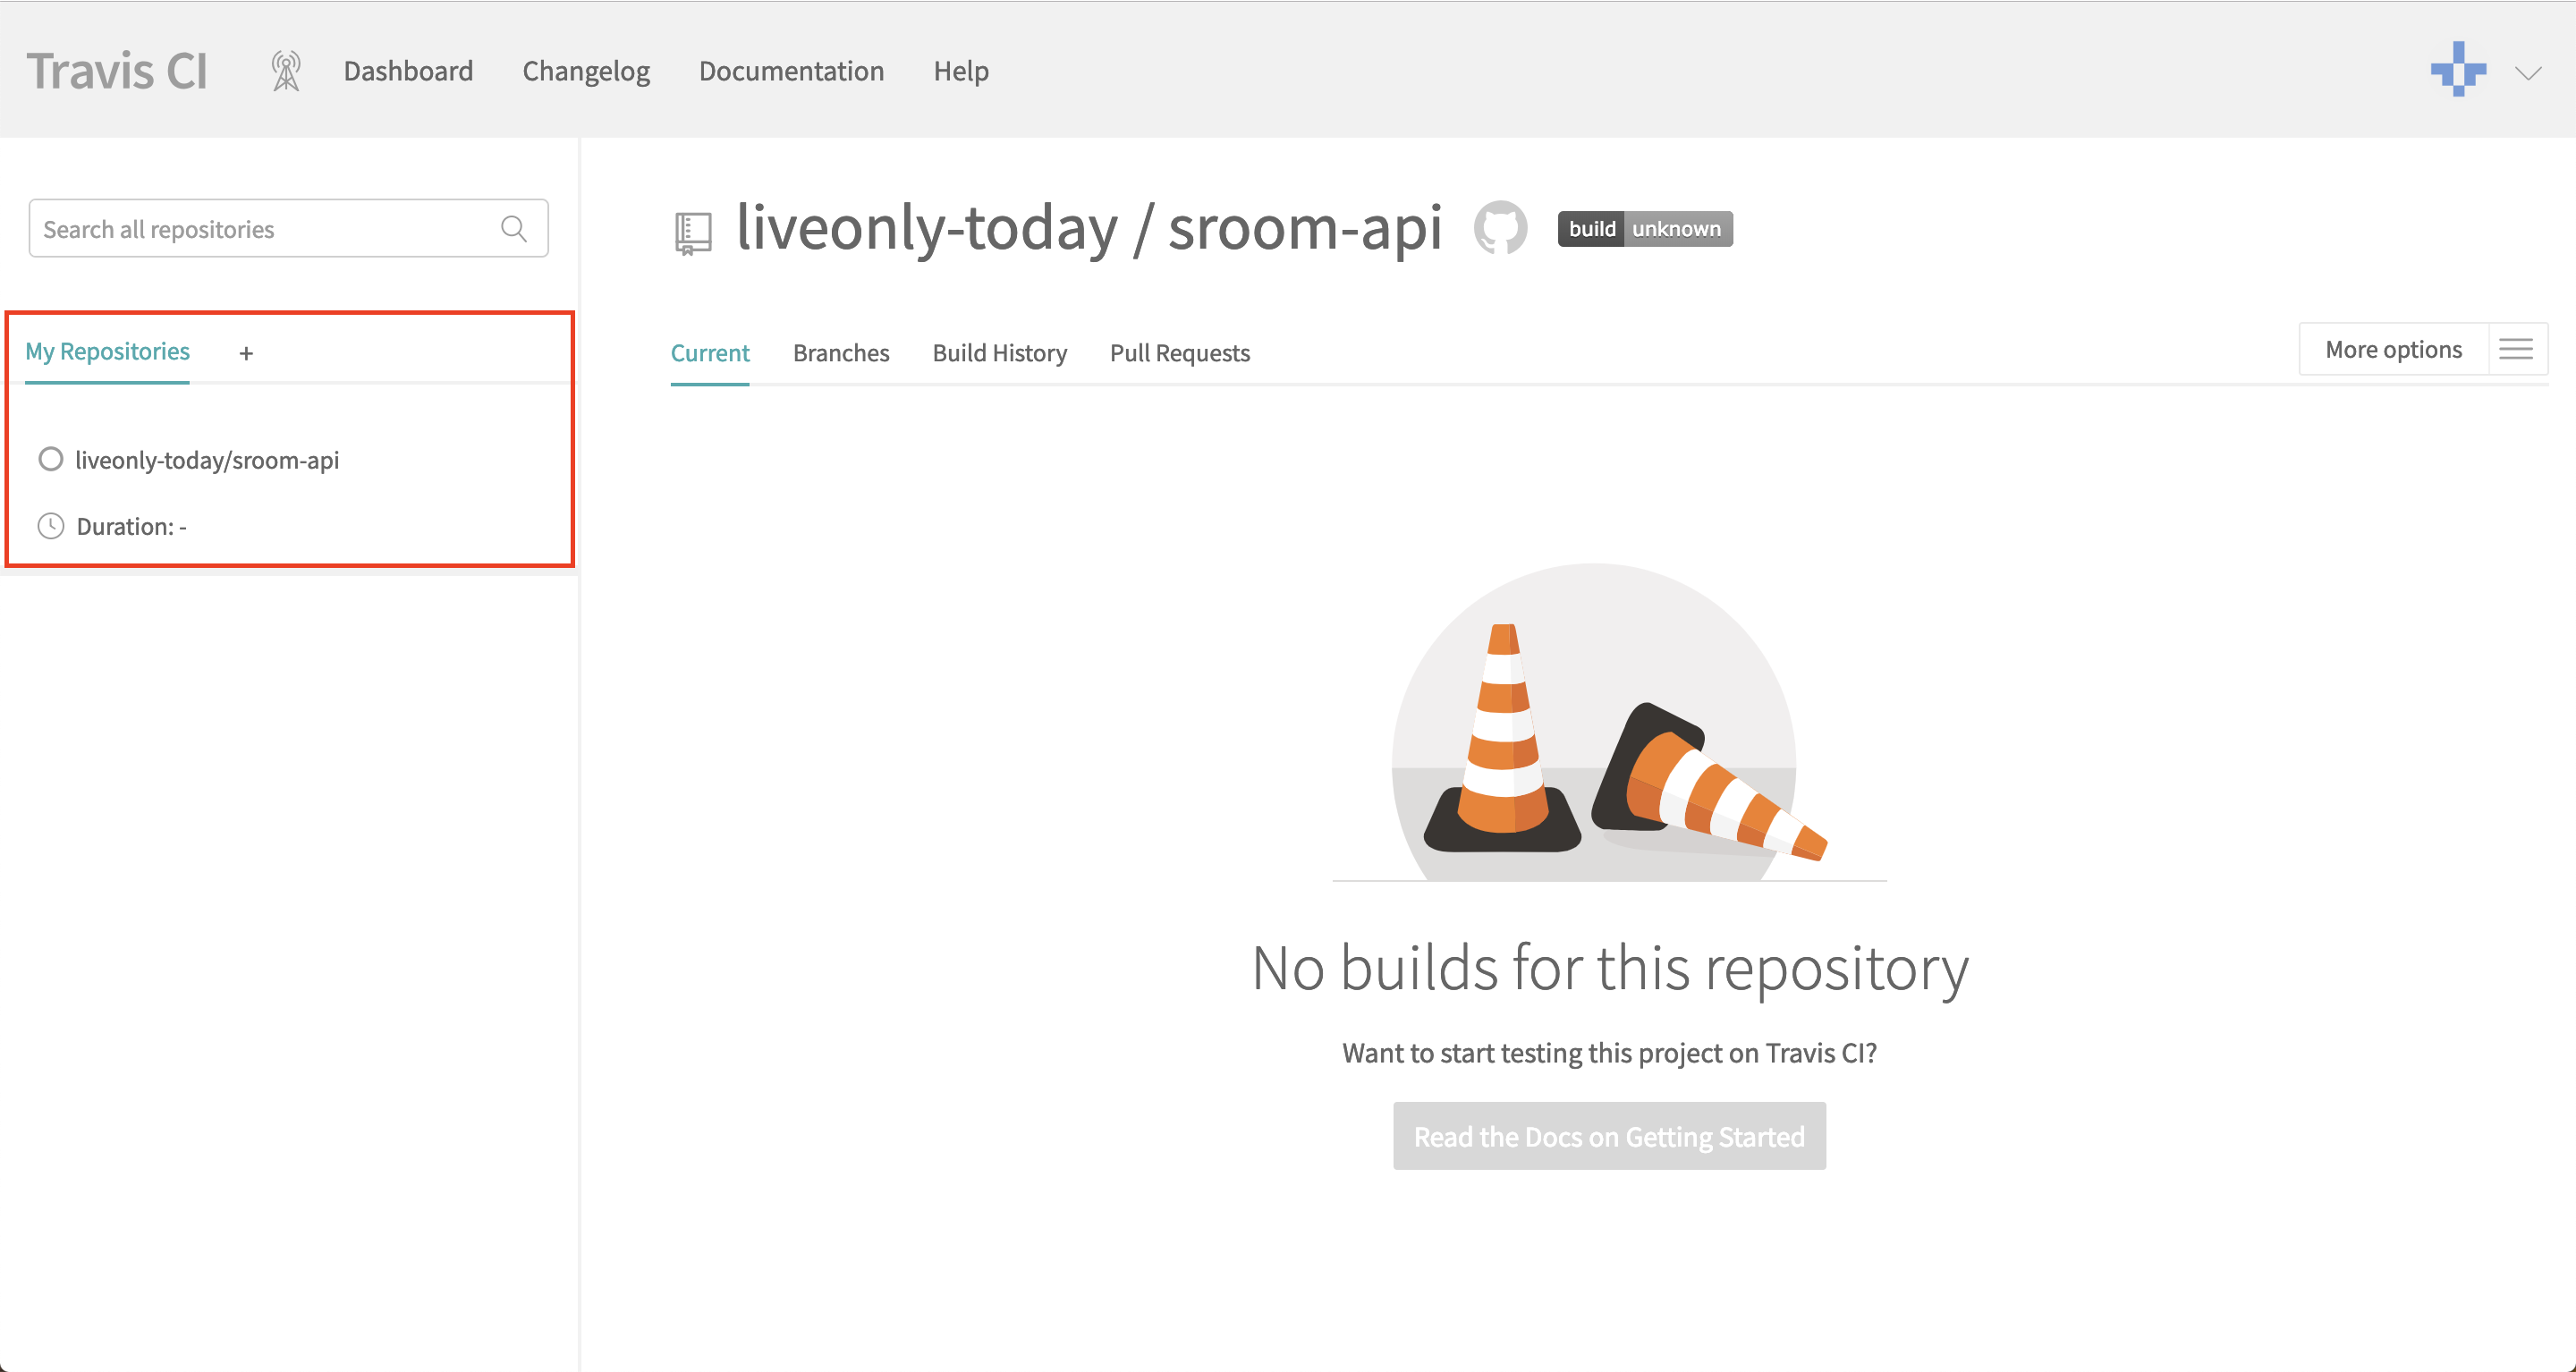 Travis CI Dashboard Changelog Documentation Help
Search all repositories
My Repositories +
liveonly-today/sroom-api
Duration: -
liveonly-today / sroom-api build unknown
Current Branches Build History Pull Requests More options
No builds for this repository
Want to start testing this project on Travis CI?
Read the Docs on Getting Started